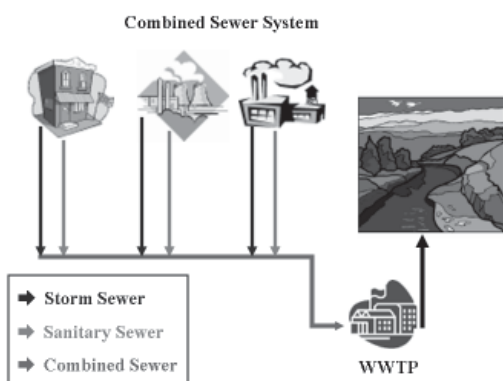 Combined Sewer System
Storm Sewer
Sanitary Sewer
Combined Sewer
WWTP